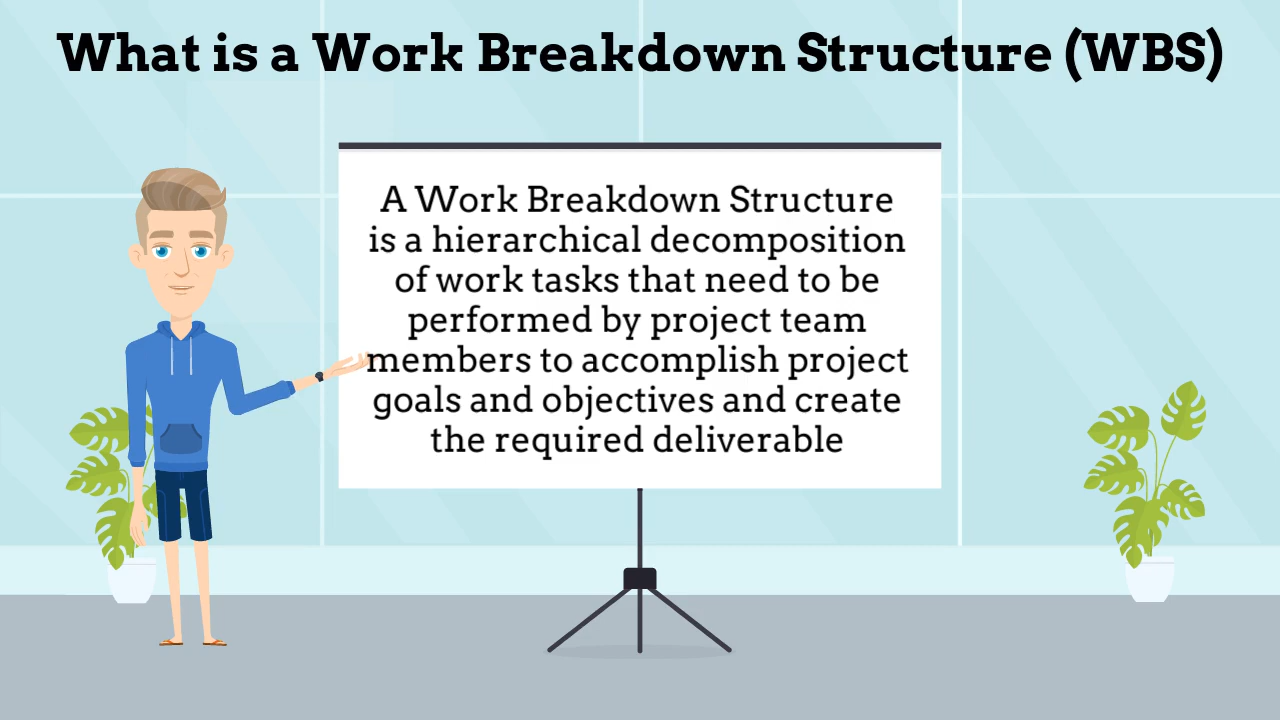 What is a Work Breakdown Structure (WBS)
A Work Breakdown Structure
is a hierarchical decomposition
of work tasks that need to be
performed by project team
members to accomplish project
goals and objectives and create
the required deliverable